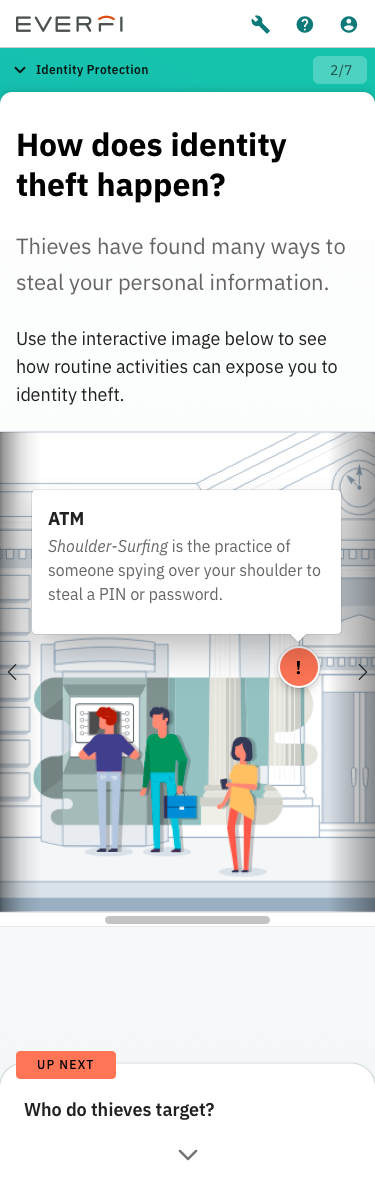 EVERFI
Identity Protection
2/7
How does identity
theft happen?
Thieves have found many ways to
steal your personal information.
Use the interactive image below to see
how routine activities can expose you to
identity theft.
ATM
Shoulder-Surfing is the practice of
someone spying over your shoulder to
steal a PIN or password.
!
UP NEXT
Who do thieves target?